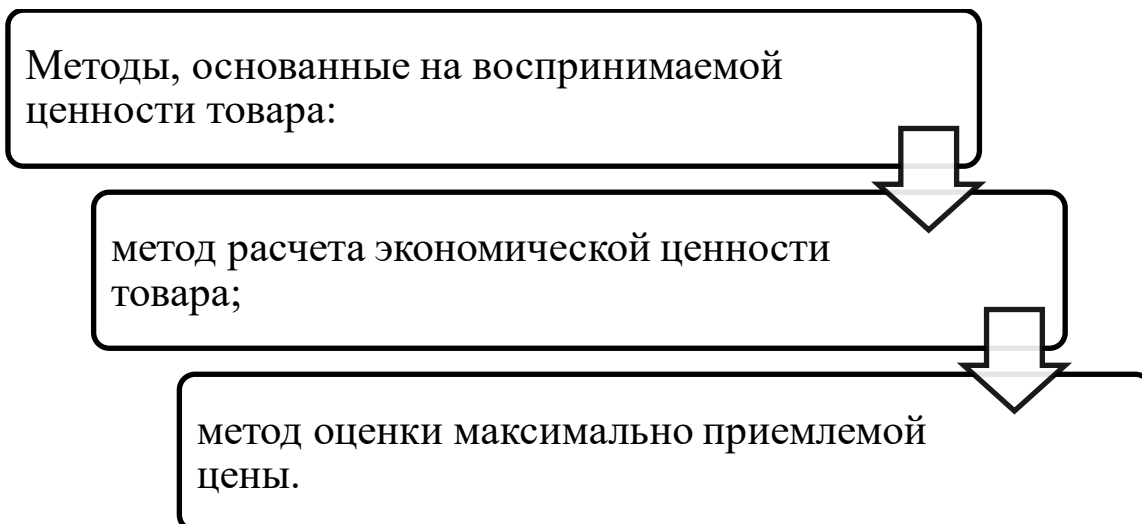 Методы, основанные на воспринимаемой
ценности товара:
метод расчета экономической ценности
товара;
метод оценки максимально приемлемой
цены.